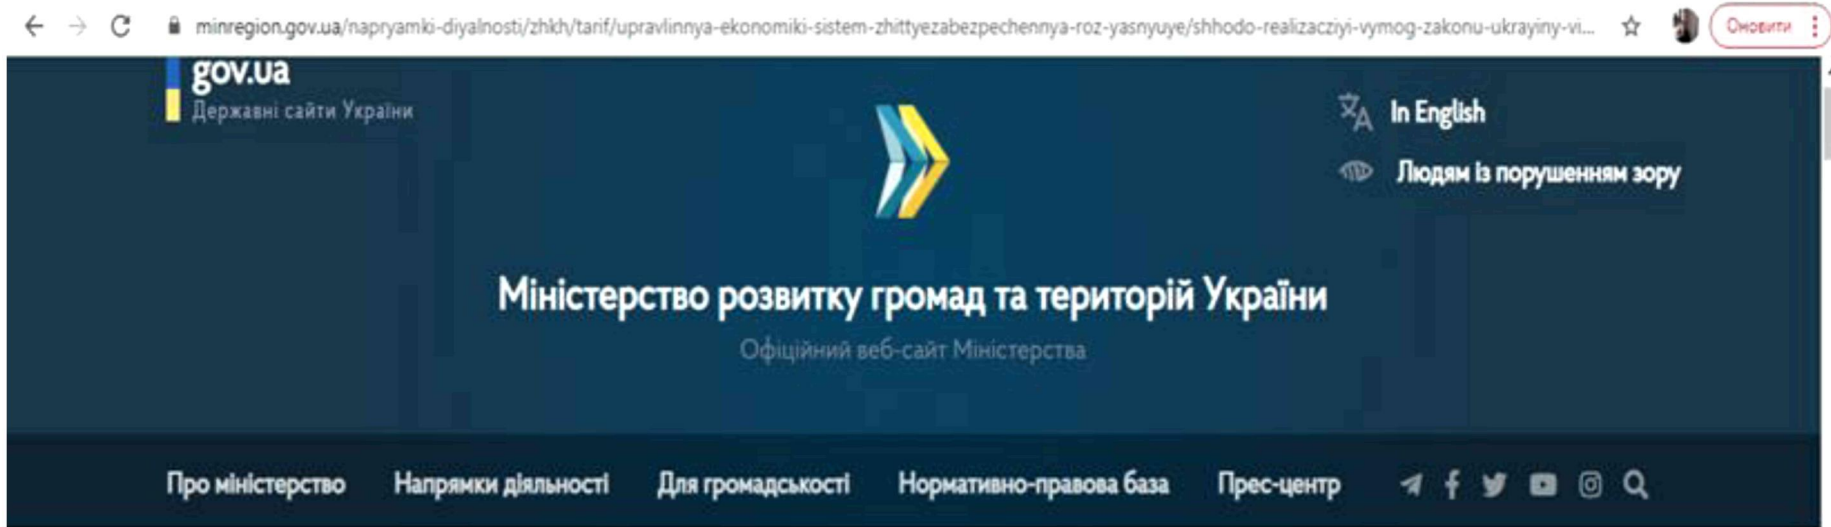 minregion.gov.ua/napryamki-diyalnosti/zhkh/tarif/upravlinnya-ekonomiki-sistem-zhittyezabezpechennya-roz-yasnyuye/shhodo-realizacziyi-vymog-zakonu-ukrayiny-vi...
Оновити
gov.ua
Державні сайти України
In English
Людям із порушенням зору
Міністерство розвитку громад та територій України
Офіційний веб-сайт Міністерства
Про міністерство Напрямки діяльності Для громадськості Нормативно-правова база Прес-центр